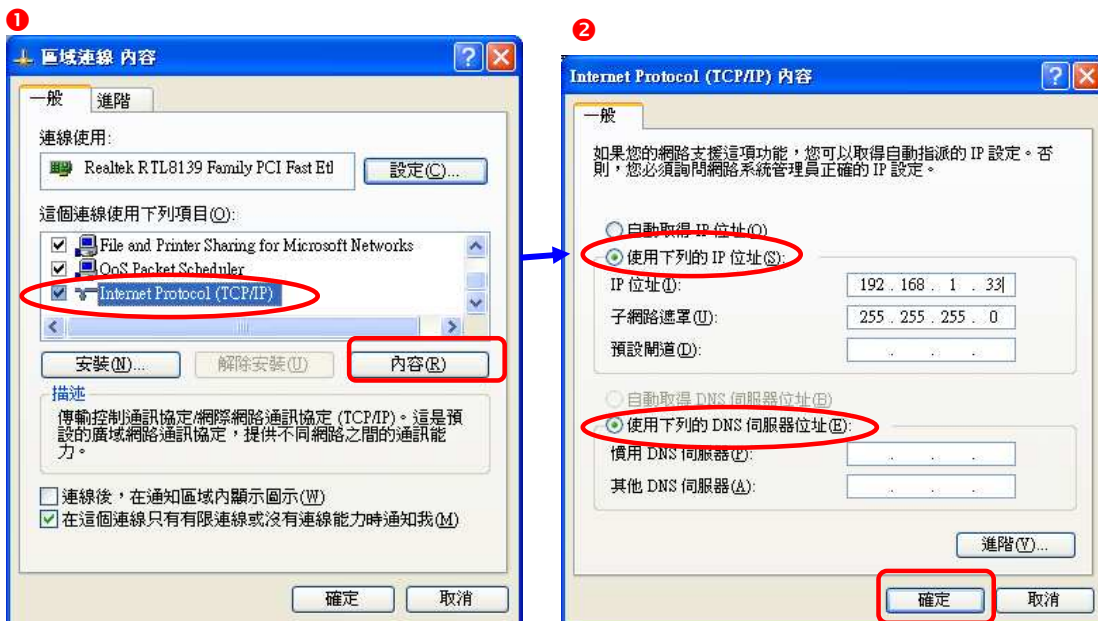 ❶
區域連線 內容
一般 進階
連線使用:
Realtek RTL8139 Family PCI Fast Etl
設定(C)...
這個連線使用下列項目(O):
File and Printer Sharing for Microsoft Networks
QoS Packet Scheduler
Internet Protocol (TCP/IP)
安裝(N)... 解除安裝(U) 內容(R)
描述
傳輸控制通訊協定/網際網路通訊協定 (TCP/IP)。這是預
設的廣域網路通訊協定，提供不同網路之間的通訊能
力。
連線後，在通知區域內顯示圖示(W)
在這個連線只有有限連線或沒有連線能力時通知我(M)
確定 取消
❷
Internet Protocol (TCP/IP) 內容
一般
如果您的網路支援這項功能，您可以取得自動指派的 IP 設定。否
則，您必須詢問網路系統管理員正確的 IP 設定。
自動取得 IP 位址(O)
使用下列的 IP 位址(S):
IP 位址(I): 192 . 168 . 1 . 33
子網路遮罩(U): 255 . 255 . 255 . 0
預設閘道(D): . . .
自動取得 DNS 伺服器位址(B)
使用下列的 DNS 伺服器位址(E):
慣用 DNS 伺服器(P): . . .
其他 DNS 伺服器(A): . . .
進階(V)...
確定 取消